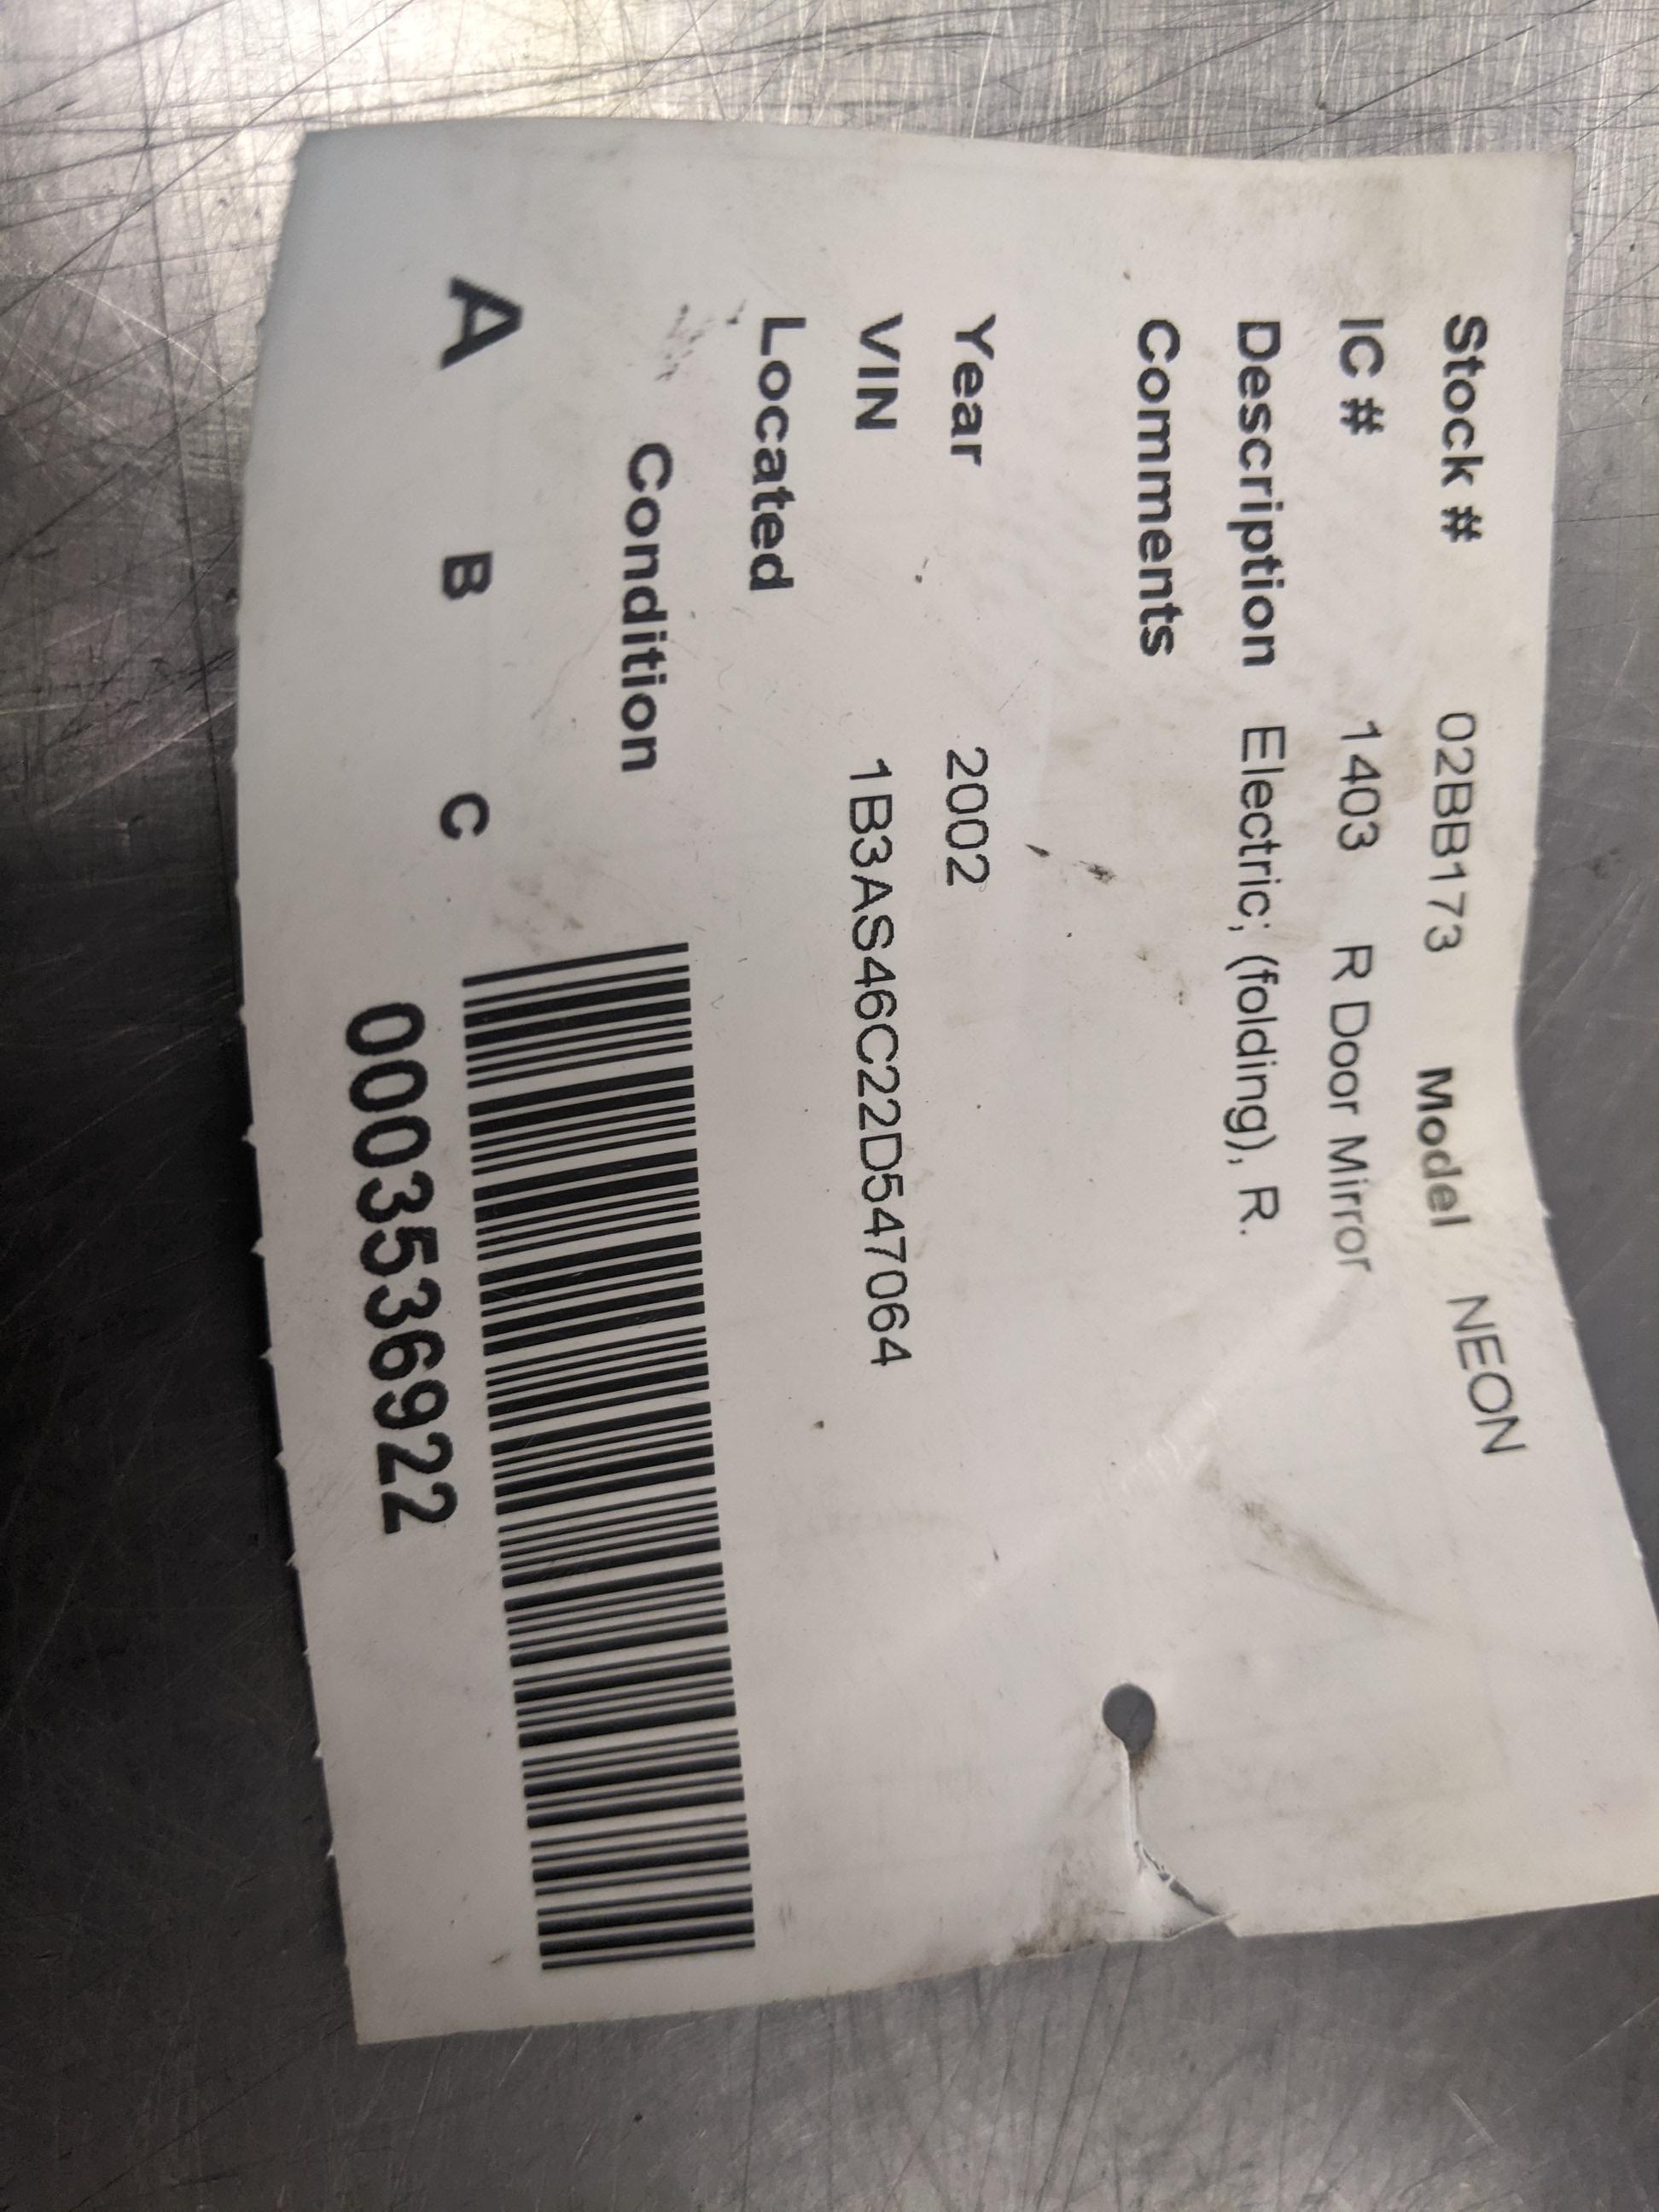 Stock # 02BB173 Model NEON
IC # 1403 R Door Mirror
Description Electric; (folding), R.
Comments
Year 2002
VIN 1B3AS46C22D547064
Located
Condition
A B C
0003536922